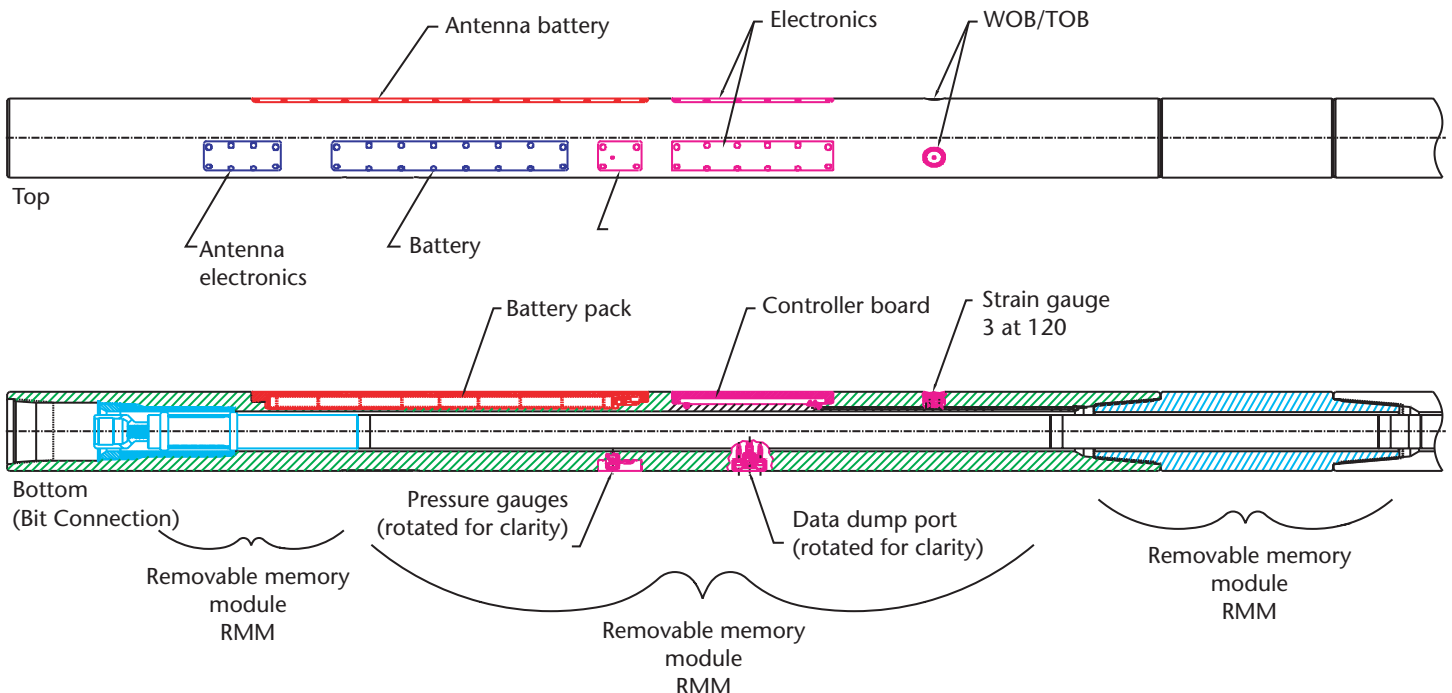 Antenna battery
Electronics
WOB/TOB
Top
Antenna
electronics
Battery
Battery pack
Controller board
Strain gauge
3 at 120
Bottom
(Bit Connection)
Pressure gauges
(rotated for clarity)
Data dump port
(rotated for clarity)
Removable memory
module
RMM
Removable memory
module
RMM
Removable memory
module
RMM